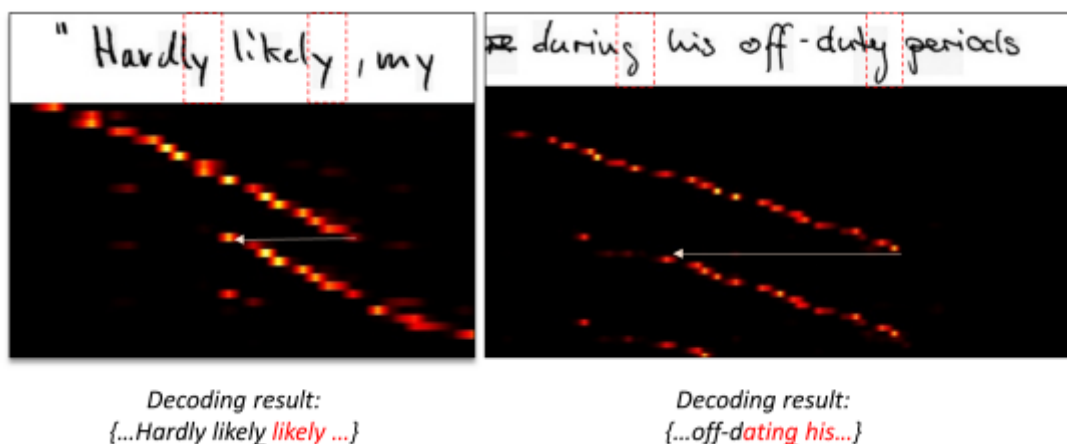 " Hardly likely, my
during his off-duty periods
Decoding result:
{...Hardly likely likely ...}
Decoding result:
{...off-dating his...}